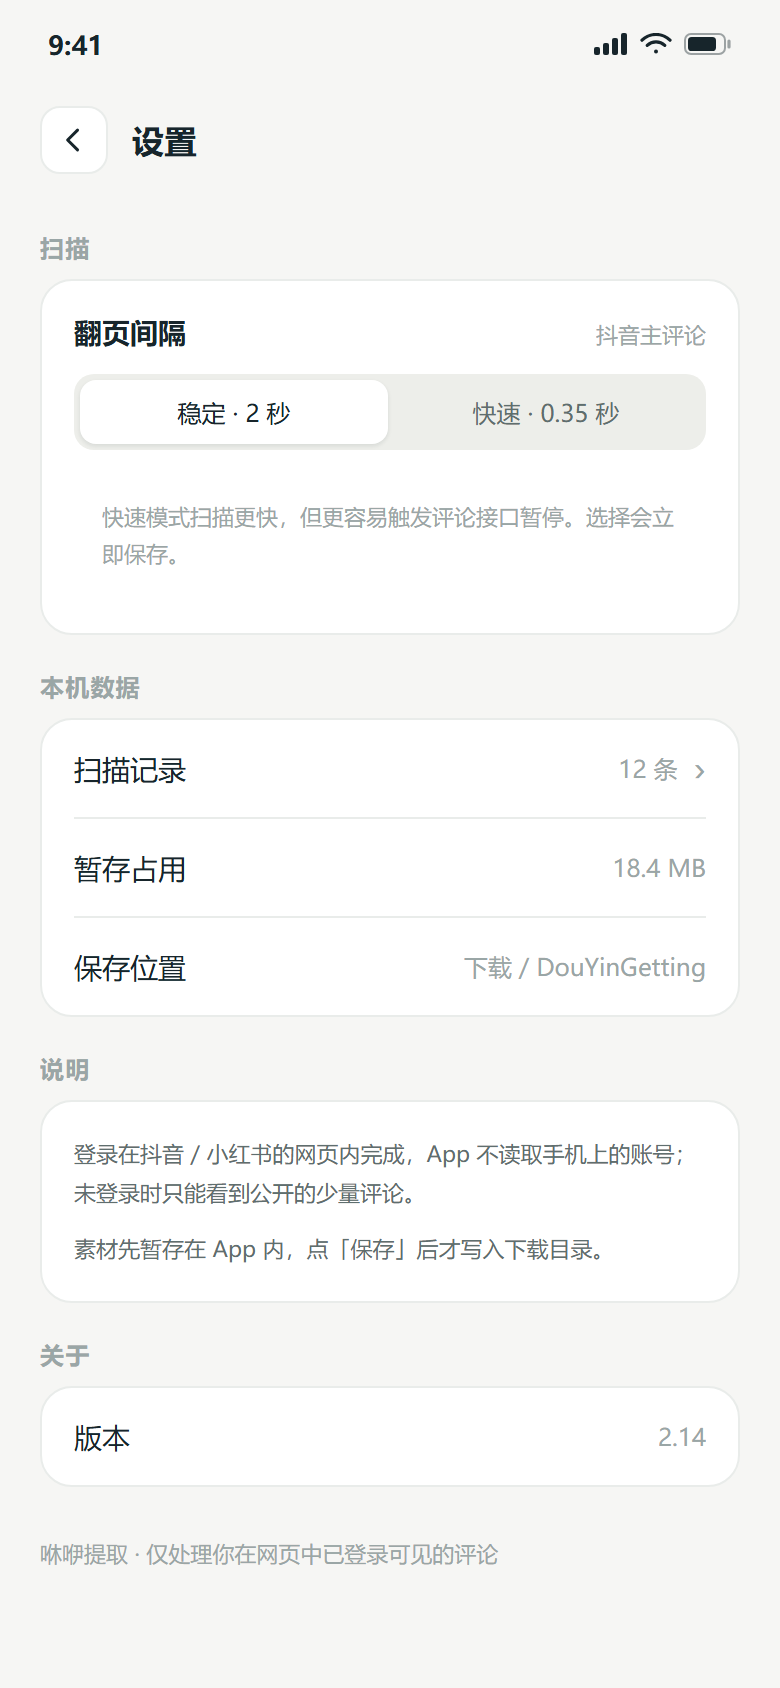 9:41
设置
扫描
翻页间隔
抖音主评论
稳定 · 2 秒
快速 · 0.35 秒
快速模式扫描更快，但更容易触发评论接口暂停。选择会立
即保存。
本机数据
扫描记录
12 条
暂存占用
18.4 MB
保存位置
下载 / DouYinGetting
说明
登录在抖音 / 小红书的网页内完成，App 不读取手机上的账号；
未登录时只能看到公开的少量评论。
素材先暂存在 App 内，点「保存」后才写入下载目录。
关于
版本
2.14
咻咿提取 · 仅处理你在网页中已登录可见的评论